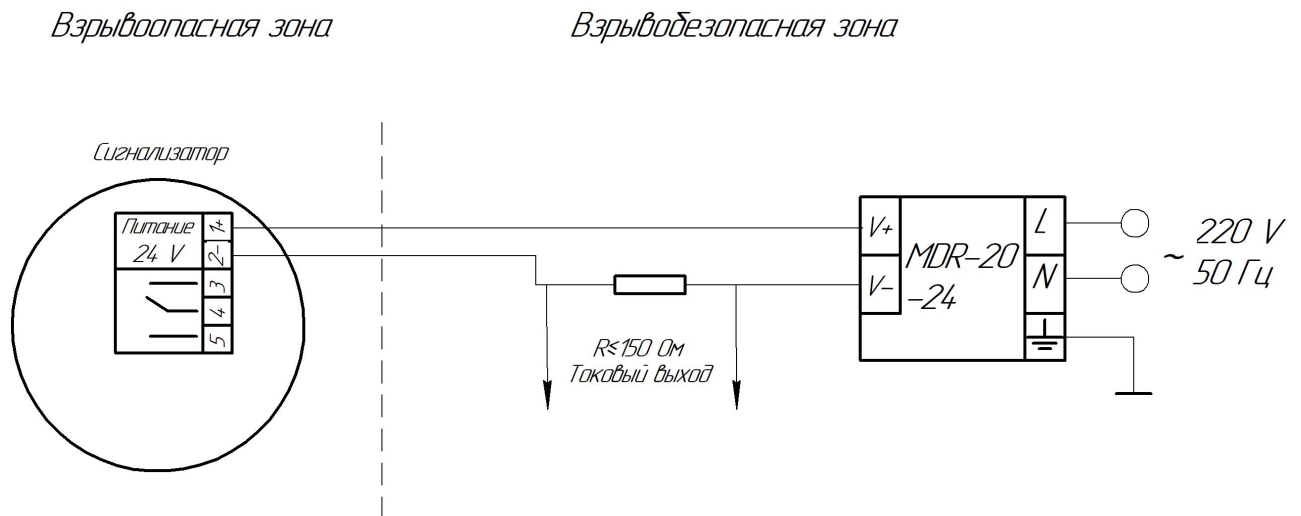 Взрывоопасная зона
Взрывобезопасная зона
Сигнализатор
Питание
24 V
1+
2-
3
4
5
R≤150 Ом
Токовый выход
V+
V-
MDR-20
-24
L
N
~ 220 V
50 Гц